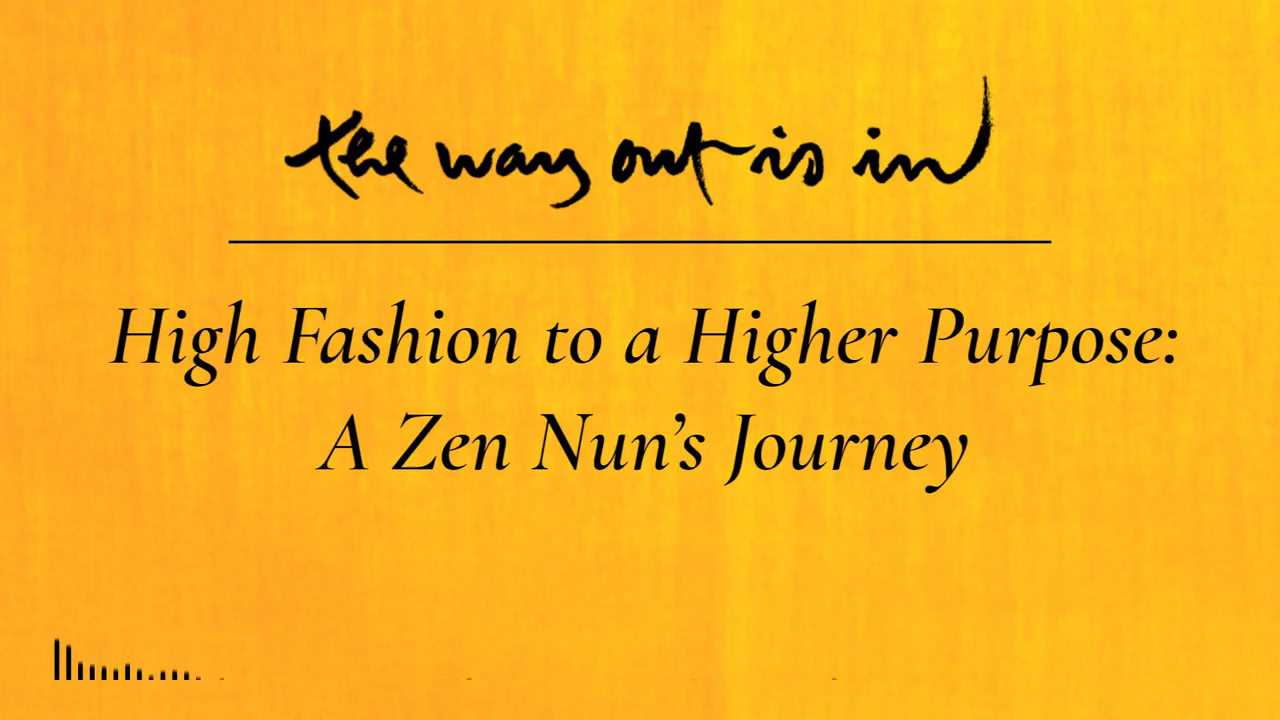 the way out is in
High Fashion to a Higher Purpose:
A Zen Nun’s Journey